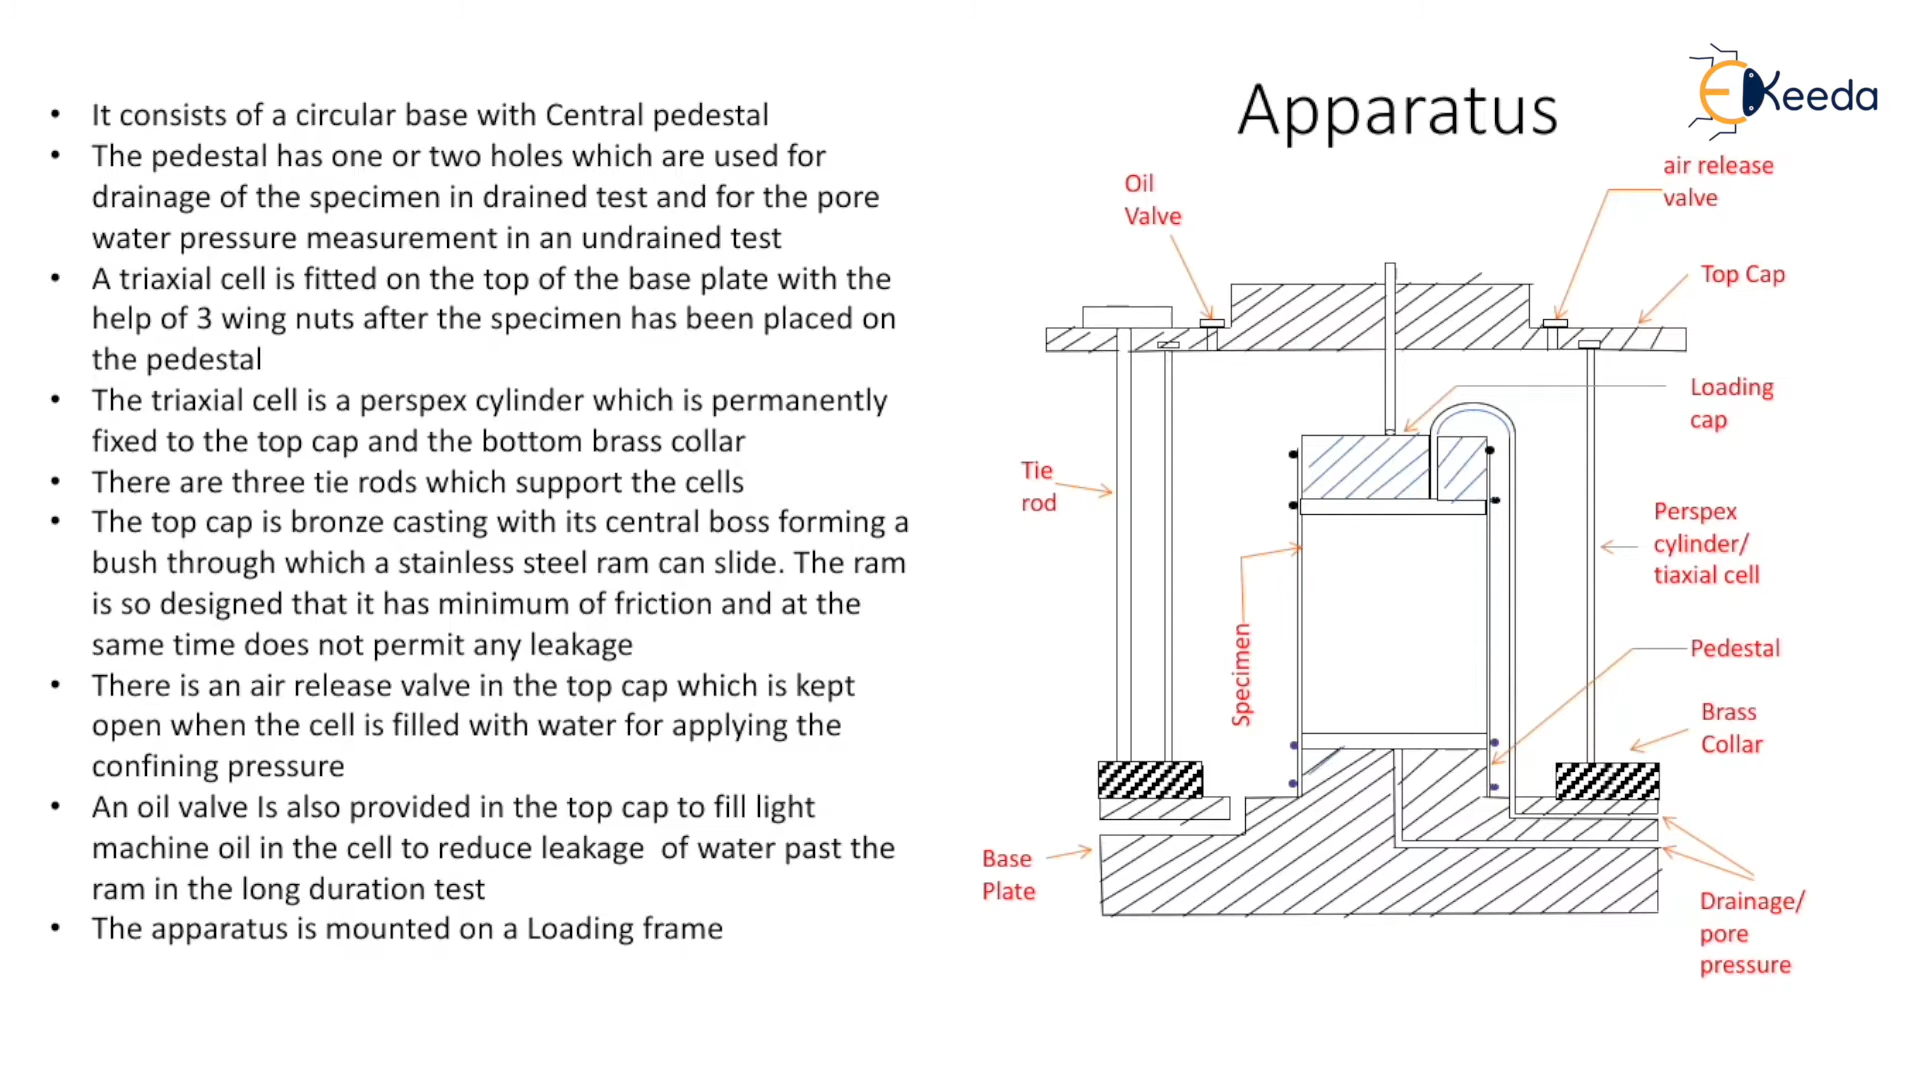 • It consists of a circular base with Central pedestal
• The pedestal has one or two holes which are used for
drainage of the specimen in drained test and for the pore
water pressure measurement in an undrained test
• A triaxial cell is fitted on the top of the base plate with the
help of 3 wing nuts after the specimen has been placed on
the pedestal
• The triaxial cell is a perspex cylinder which is permanently
fixed to the top cap and the bottom brass collar
• There are three tie rods which support the cells
• The top cap is bronze casting with its central boss forming a
bush through which a stainless steel ram can slide. The ram
is so designed that it has minimum of friction and at the
same time does not permit any leakage
• There is an air release valve in the top cap which is kept
open when the cell is filled with water for applying the
confining pressure
• An oil valve Is also provided in the top cap to fill light
machine oil in the cell to reduce leakage of water past the
ram in the long duration test
• The apparatus is mounted on a Loading frame
Apparatus
EKeeda
Oil
Valve
air release
valve
Top Cap
Loading
cap
Tie
rod
Perspex
cylinder/
tiaxial cell
Specimen
Pedestal
Brass
Collar
Base
Plate
Drainage/
pore
pressure